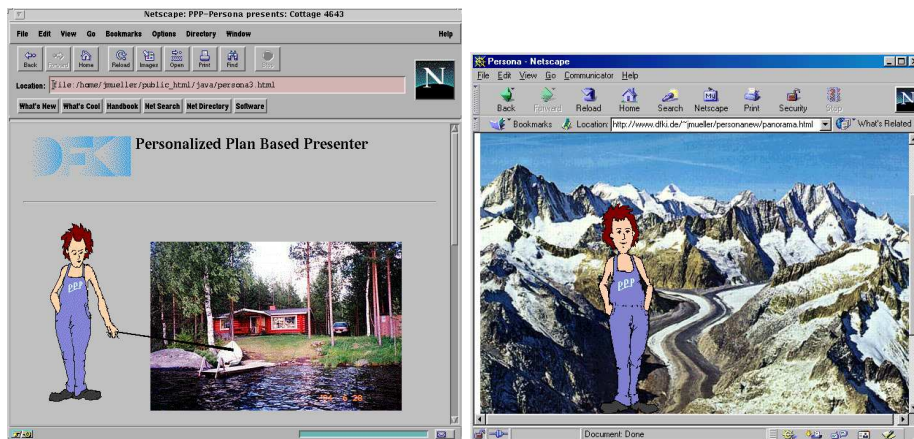 Netscape: PPP-Persona presents: Cottage 4643
File Edit View Go Bookmarks Options Directory Window Help
Back Forward Home Reload Images Open Print Find Stop
Location: file:/home/jmueller/public_html/java/persona3.html
N
What's New What's Cool Handbook Net Search Net Directory Software
DFKI Personalized Plan Based Presenter
PPP
Persona - Netscape
File Edit View Go Communicator Help
Back Forward Reload Home Search Netscape Print Security Stop
N
Bookmarks Location: http://www.dfki.de/~jmueller/personanew/panorama.html What's Related
PPP
Document: Done